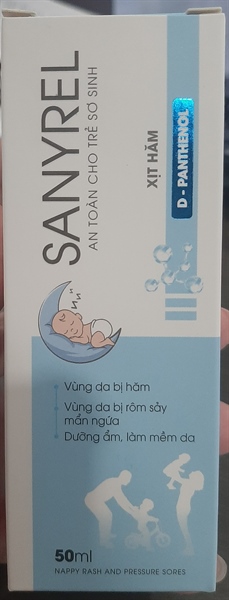 SANYREL
AN TOÀN CHO TRẺ SƠ SINH
XỊT HĂM
D - PANTHENOL
Vùng da bị hăm
Vùng da bị rôm sảy
mẩn ngứa
Dưỡng ẩm, làm mềm da
50ml
NAPPY RASH AND PRESSURE SORES